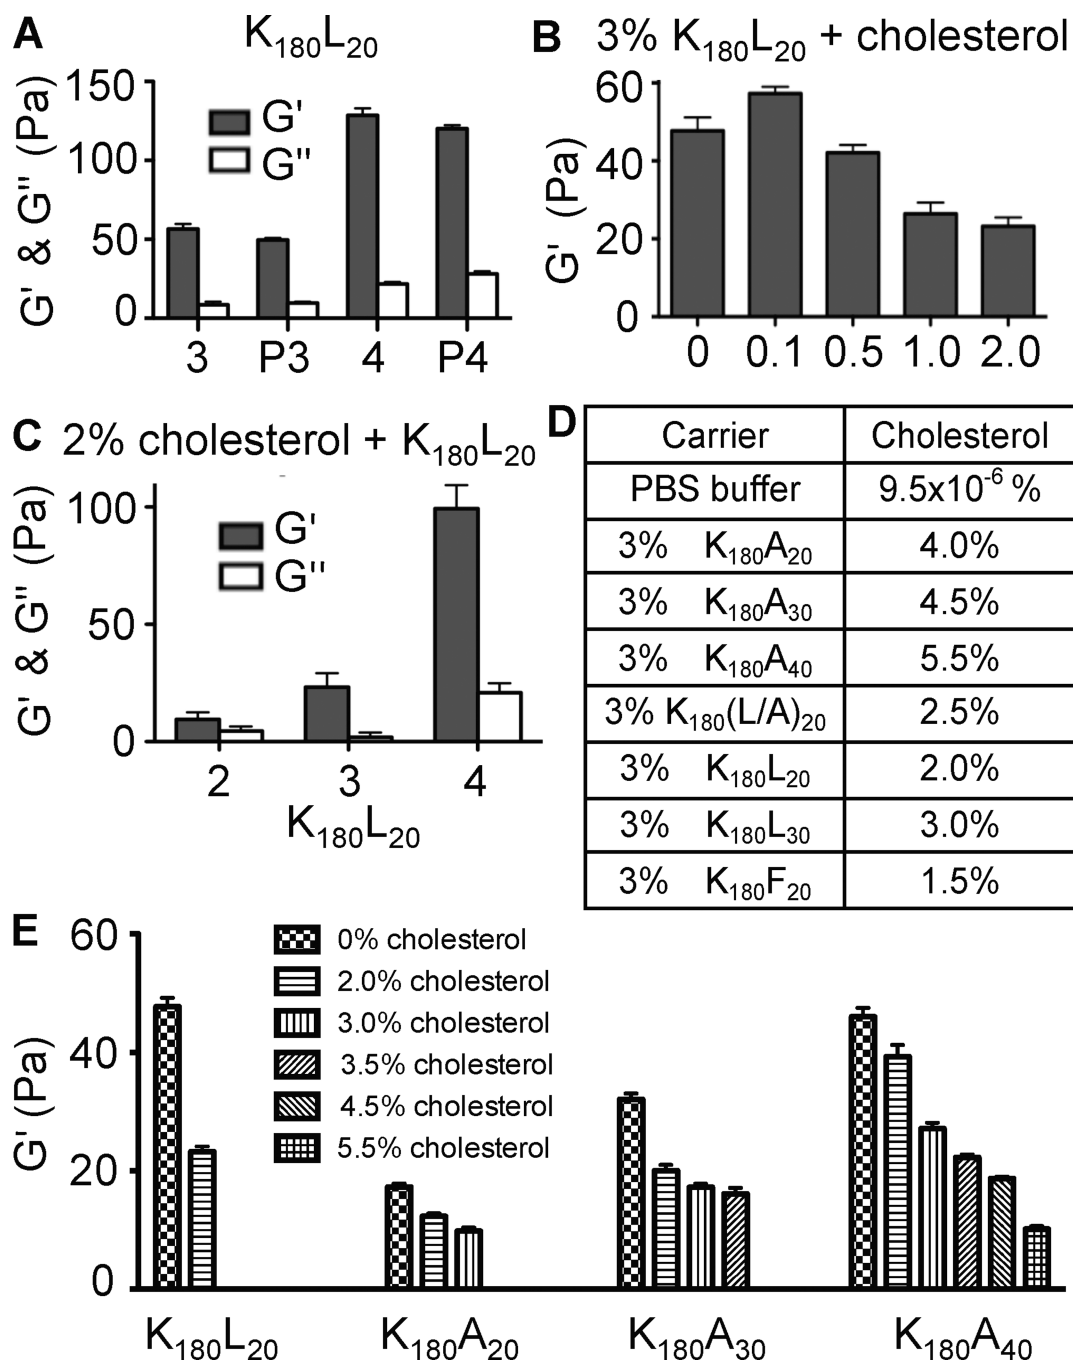 A
K180L20
G' & G'' (Pa)
150
100
50
0
G'
G''
3 P3 4 P4
B 3% K180L20 + cholesterol
G' (Pa)
60
40
20
0
0 0.1 0.5 1.0 2.0
C 2% cholesterol + K180L20
G' & G'' (Pa)
100
50
0
G'
G''
2 3 4
K180L20
D
Carrier Cholesterol
PBS buffer 9.5x10-6 %
3% K180A20 4.0%
3% K180A30 4.5%
3% K180A40 5.5%
3% K180(L/A)20 2.5%
3% K180L20 2.0%
3% K180L30 3.0%
3% K180F20 1.5%
E
G' (Pa)
60
40
20
0
0% cholesterol
2.0% cholesterol
3.0% cholesterol
3.5% cholesterol
4.5% cholesterol
5.5% cholesterol
K180L20 K180A20 K180A30 K180A40